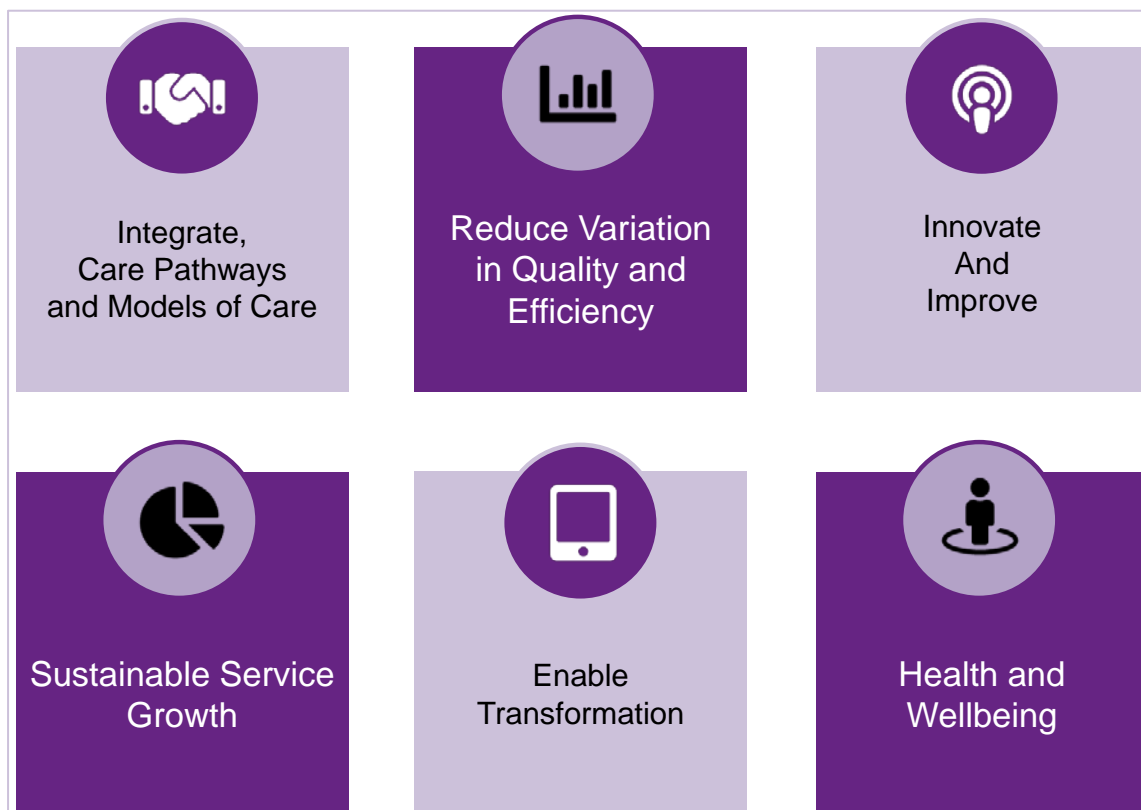 Integrate,
Care Pathways
and Models of Care
Reduce Variation
in Quality and
Efficiency
Innovate
And
Improve
Sustainable Service
Growth
Enable
Transformation
Health and
Wellbeing